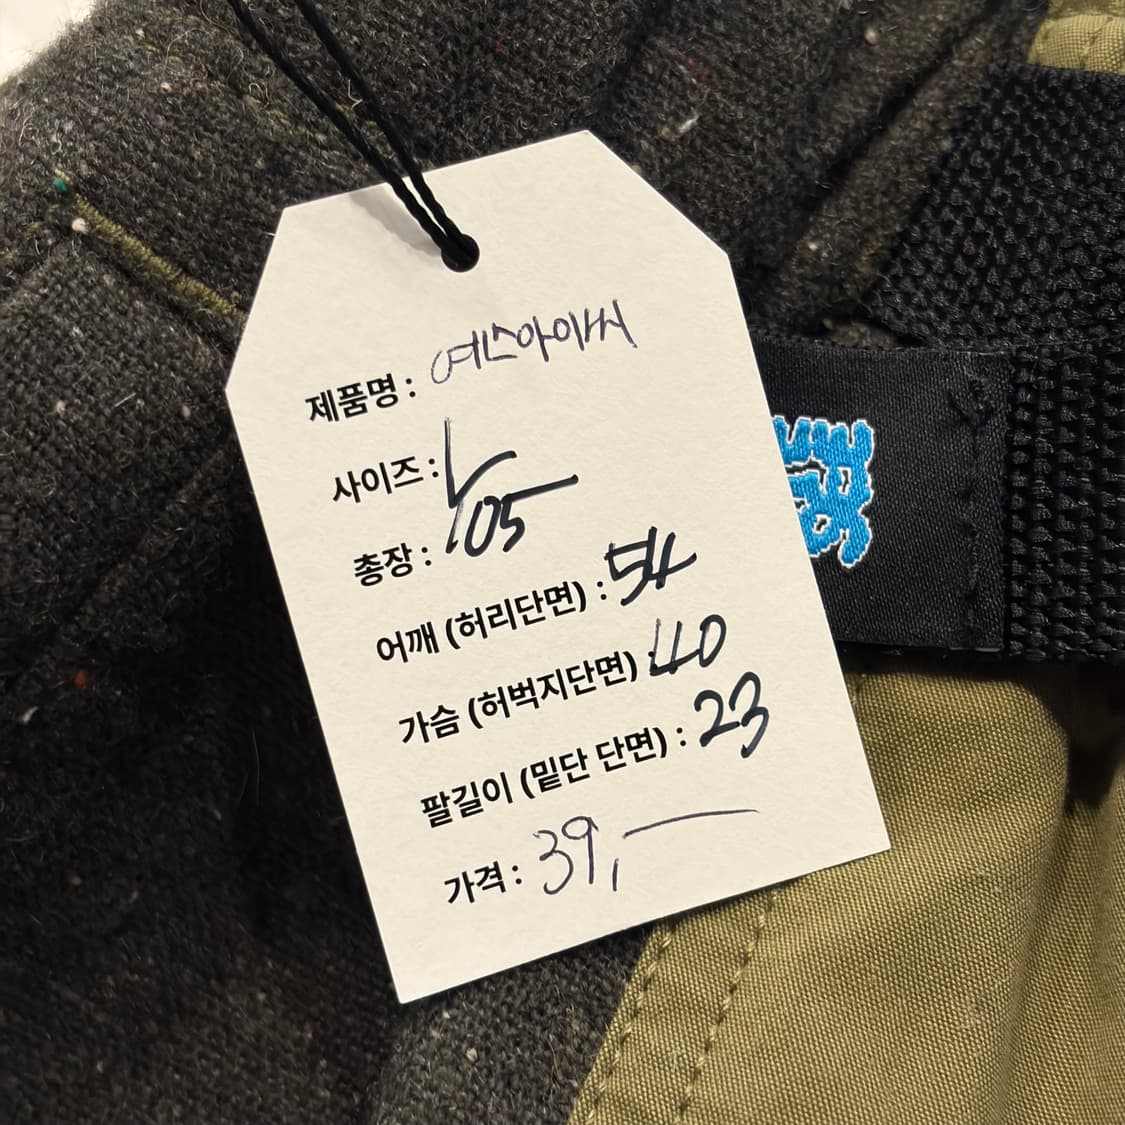 제품명 : 예스아이씨
사이즈 : L
총장 : 105
어깨 (허리단면) : 54
가슴 (허벅지단면) 40
팔길이 (밑단 단면) : 23
가격 : 39,—